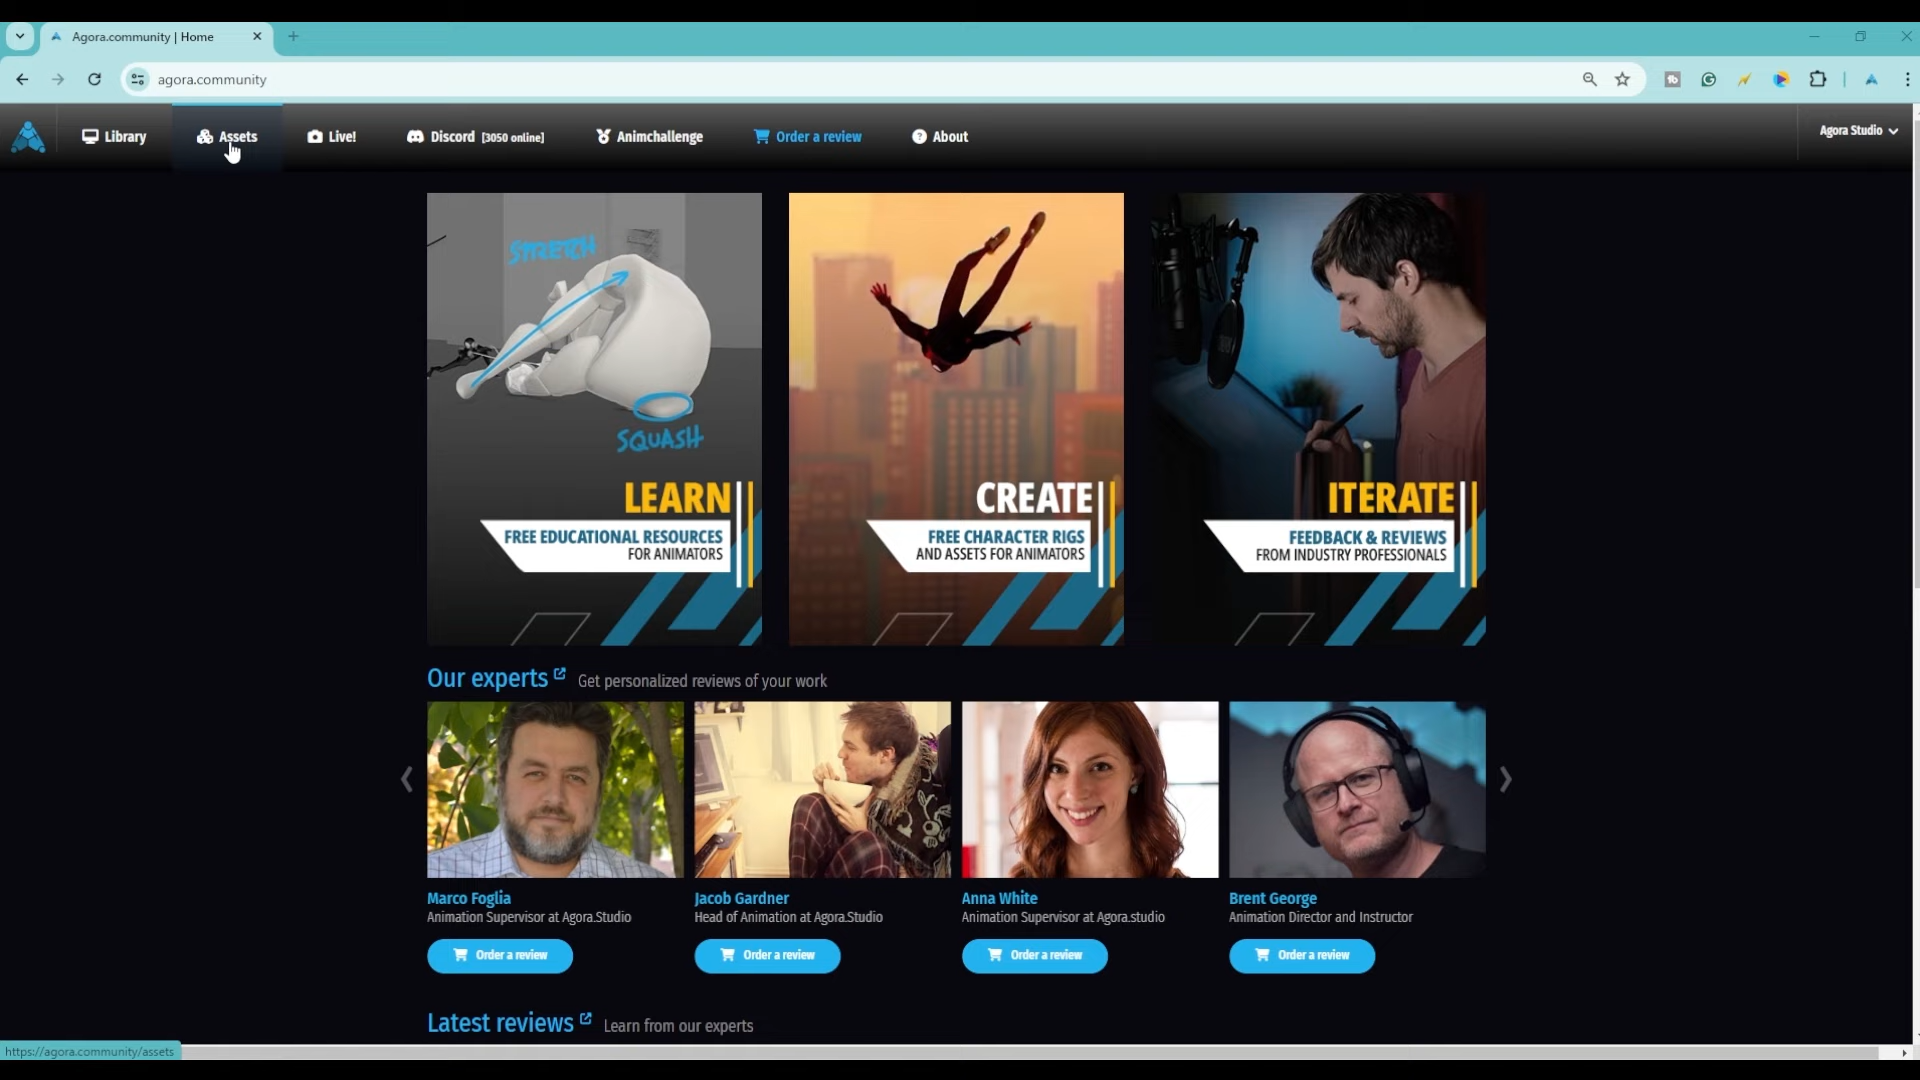 Agora.community | Home
agora.community
Library
Assets
Live!
Discord [3050 online]
Animchallenge
Order a review
About
Agora Studio
STRETCH
SQUASH
LEARN
FREE EDUCATIONAL RESOURCES
FOR ANIMATORS
CREATE
FREE CHARACTER RIGS
AND ASSETS FOR ANIMATORS
ITERATE
FEEDBACK & REVIEWS
FROM INDUSTRY PROFESSIONALS
Our experts Get personalized reviews of your work
Marco Foglia
Animation Supervisor at Agora.Studio
Order a review
Jacob Gardner
Head of Animation at Agora.Studio
Order a review
Anna White
Animation Supervisor at Agora.studio
Order a review
Brent George
Animation Director and Instructor
Order a review
Latest reviews Learn from our experts
https://agora.community/assets